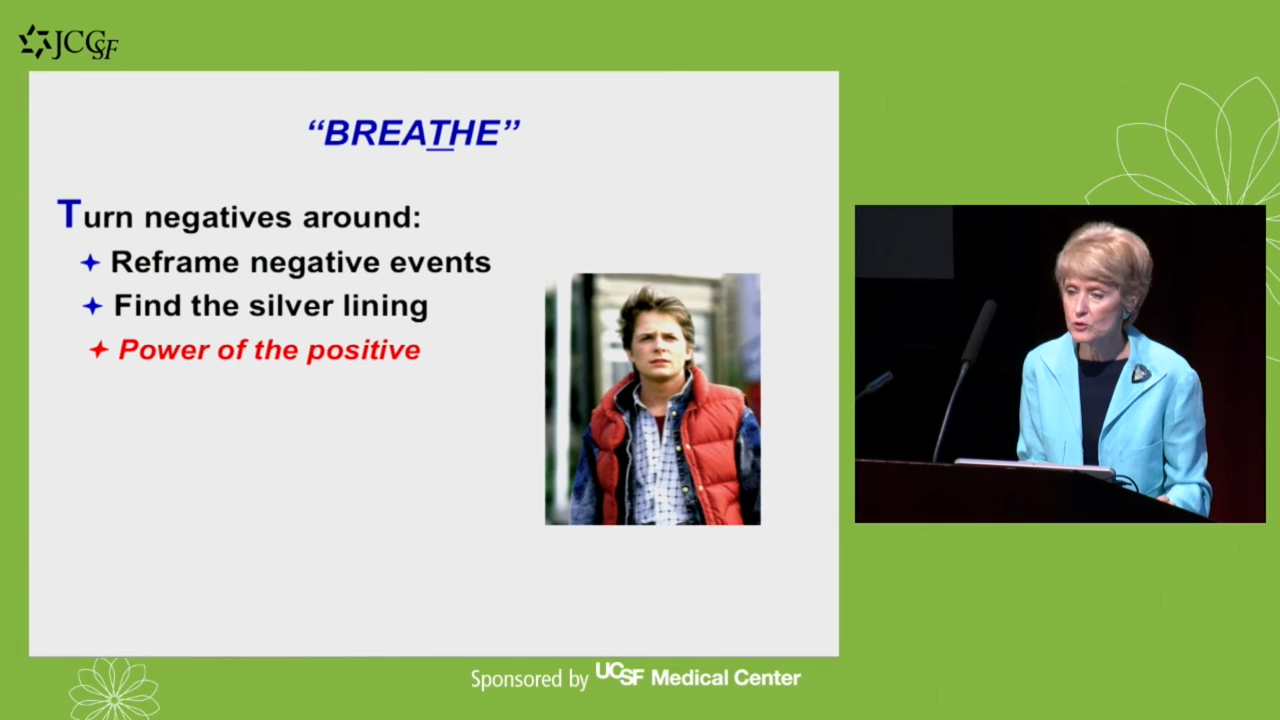 JCCSF
“BREATHE”
Turn negatives around:
Reframe negative events
Find the silver lining
Power of the positive
Sponsored by UCSF Medical Center